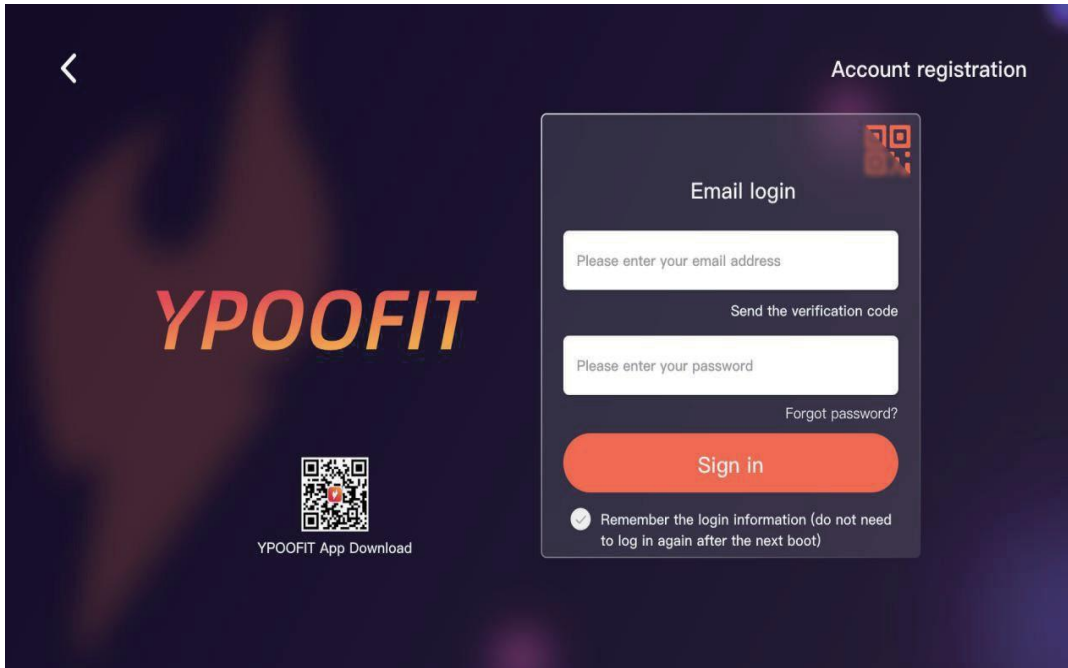 Account registration
Email login
Please enter your email address
Send the verification code
YPOOFIT
Please enter your password
Forgot password?
Sign in
Remember the login information (do not need
to log in again after the next boot)
YPOOFIT App Download